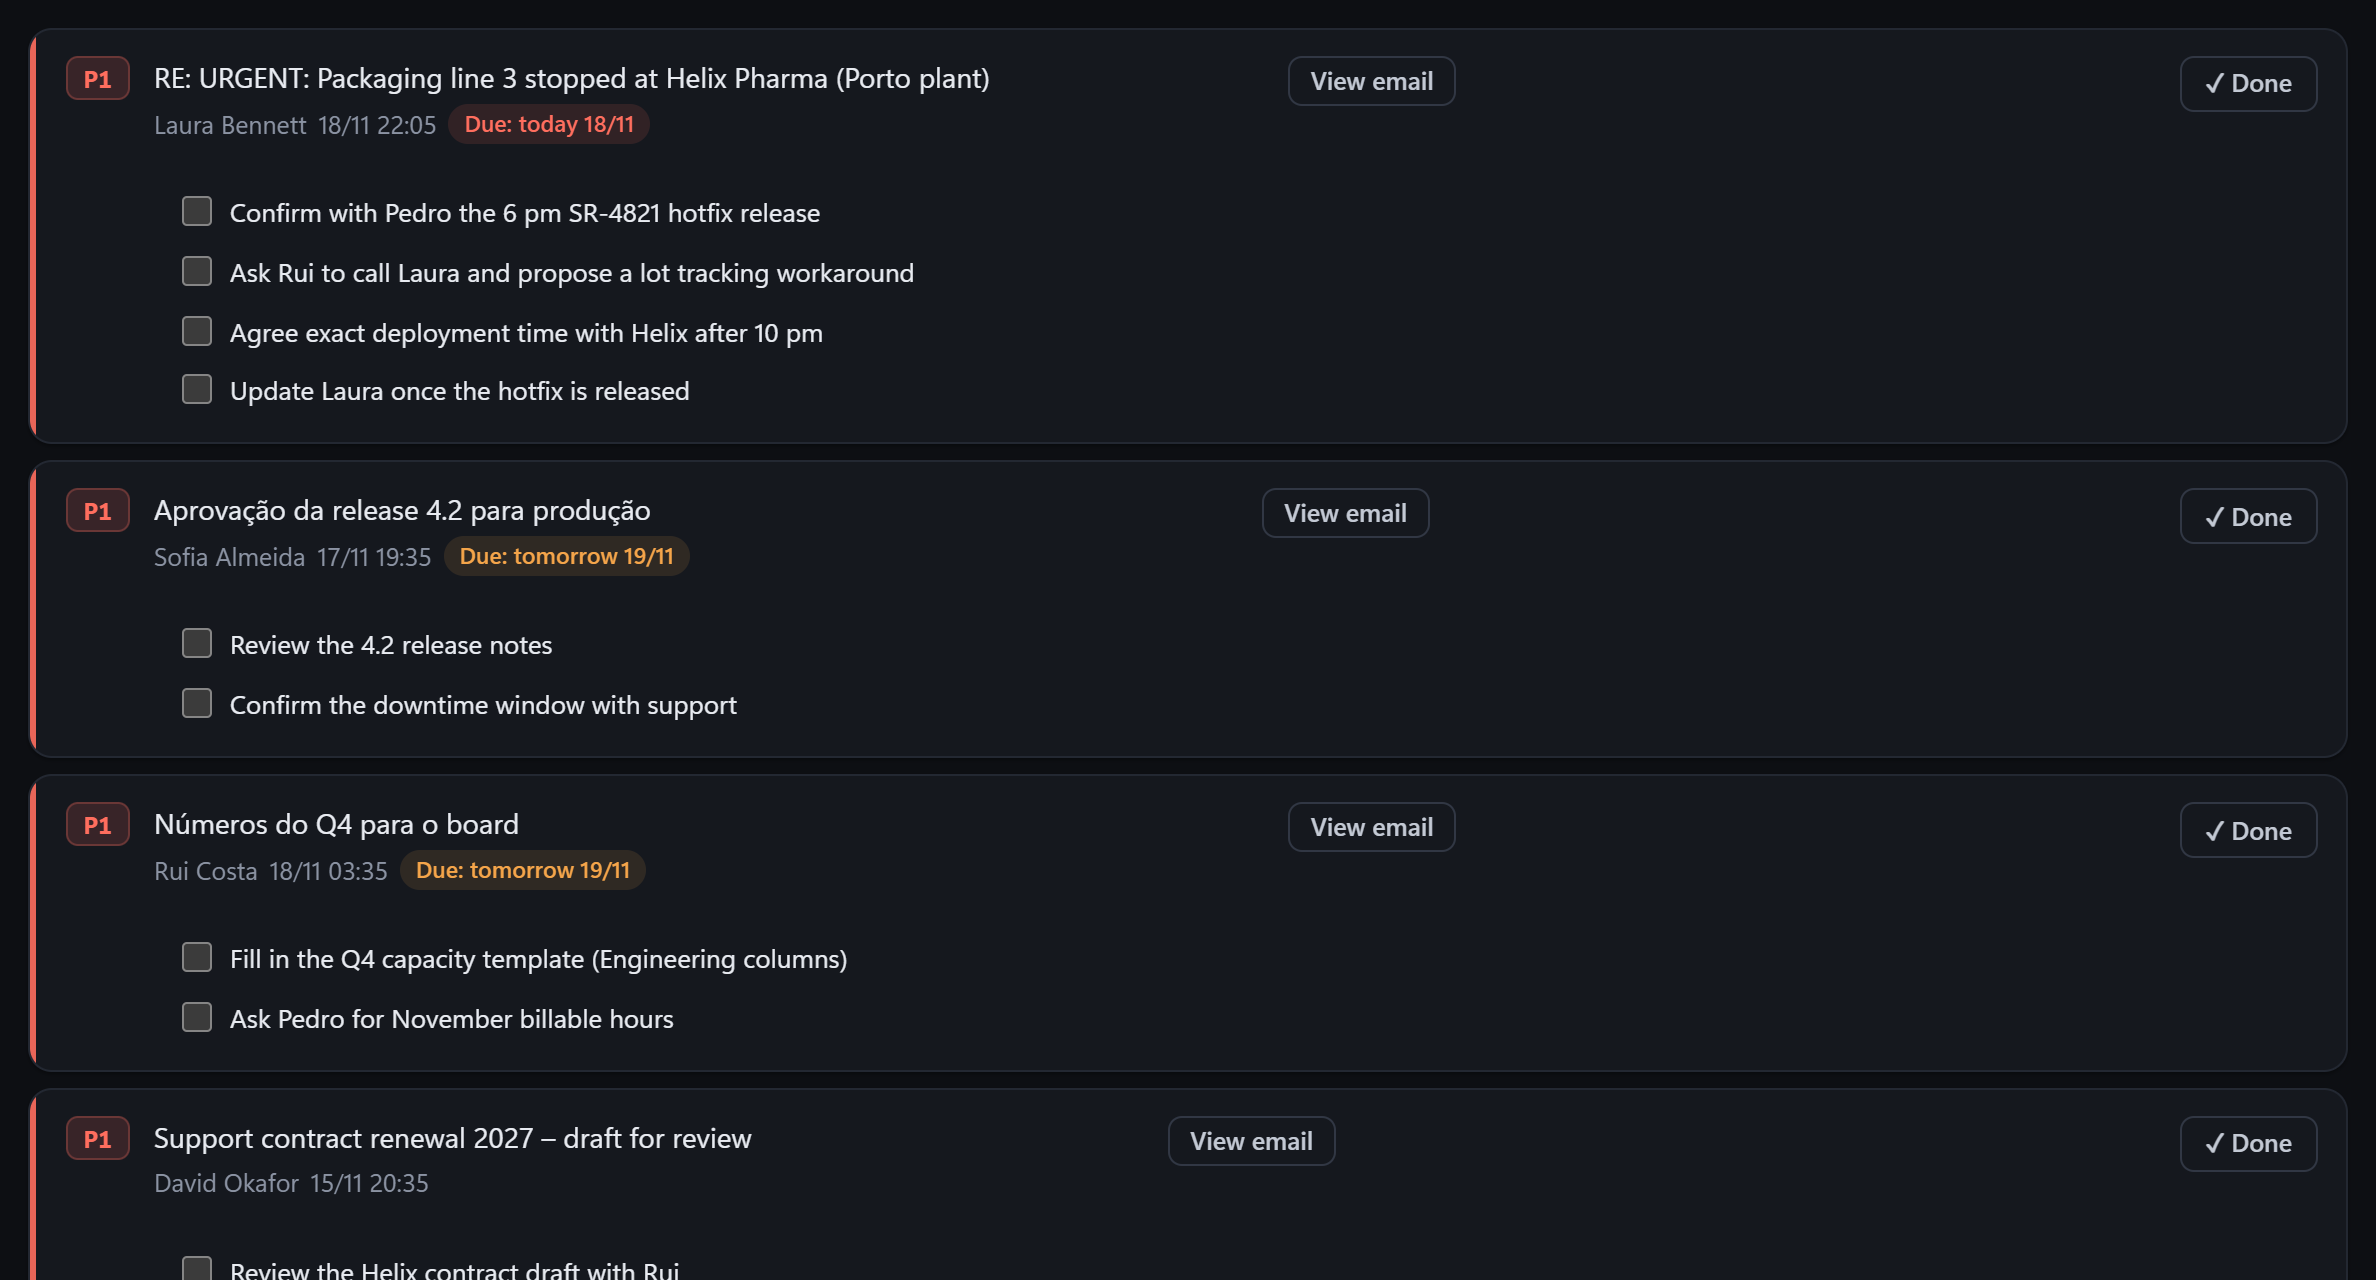 P1 RE: URGENT: Packaging line 3 stopped at Helix Pharma (Porto plant) View email ✓ Done
Laura Bennett 18/11 22:05 Due: today 18/11
Confirm with Pedro the 6 pm SR-4821 hotfix release
Ask Rui to call Laura and propose a lot tracking workaround
Agree exact deployment time with Helix after 10 pm
Update Laura once the hotfix is released
P1 Aprovação da release 4.2 para produção View email ✓ Done
Sofia Almeida 17/11 19:35 Due: tomorrow 19/11
Review the 4.2 release notes
Confirm the downtime window with support
P1 Números do Q4 para o board View email ✓ Done
Rui Costa 18/11 03:35 Due: tomorrow 19/11
Fill in the Q4 capacity template (Engineering columns)
Ask Pedro for November billable hours
P1 Support contract renewal 2027 – draft for review View email ✓ Done
David Okafor 15/11 20:35
Review the Helix contract draft with Rui